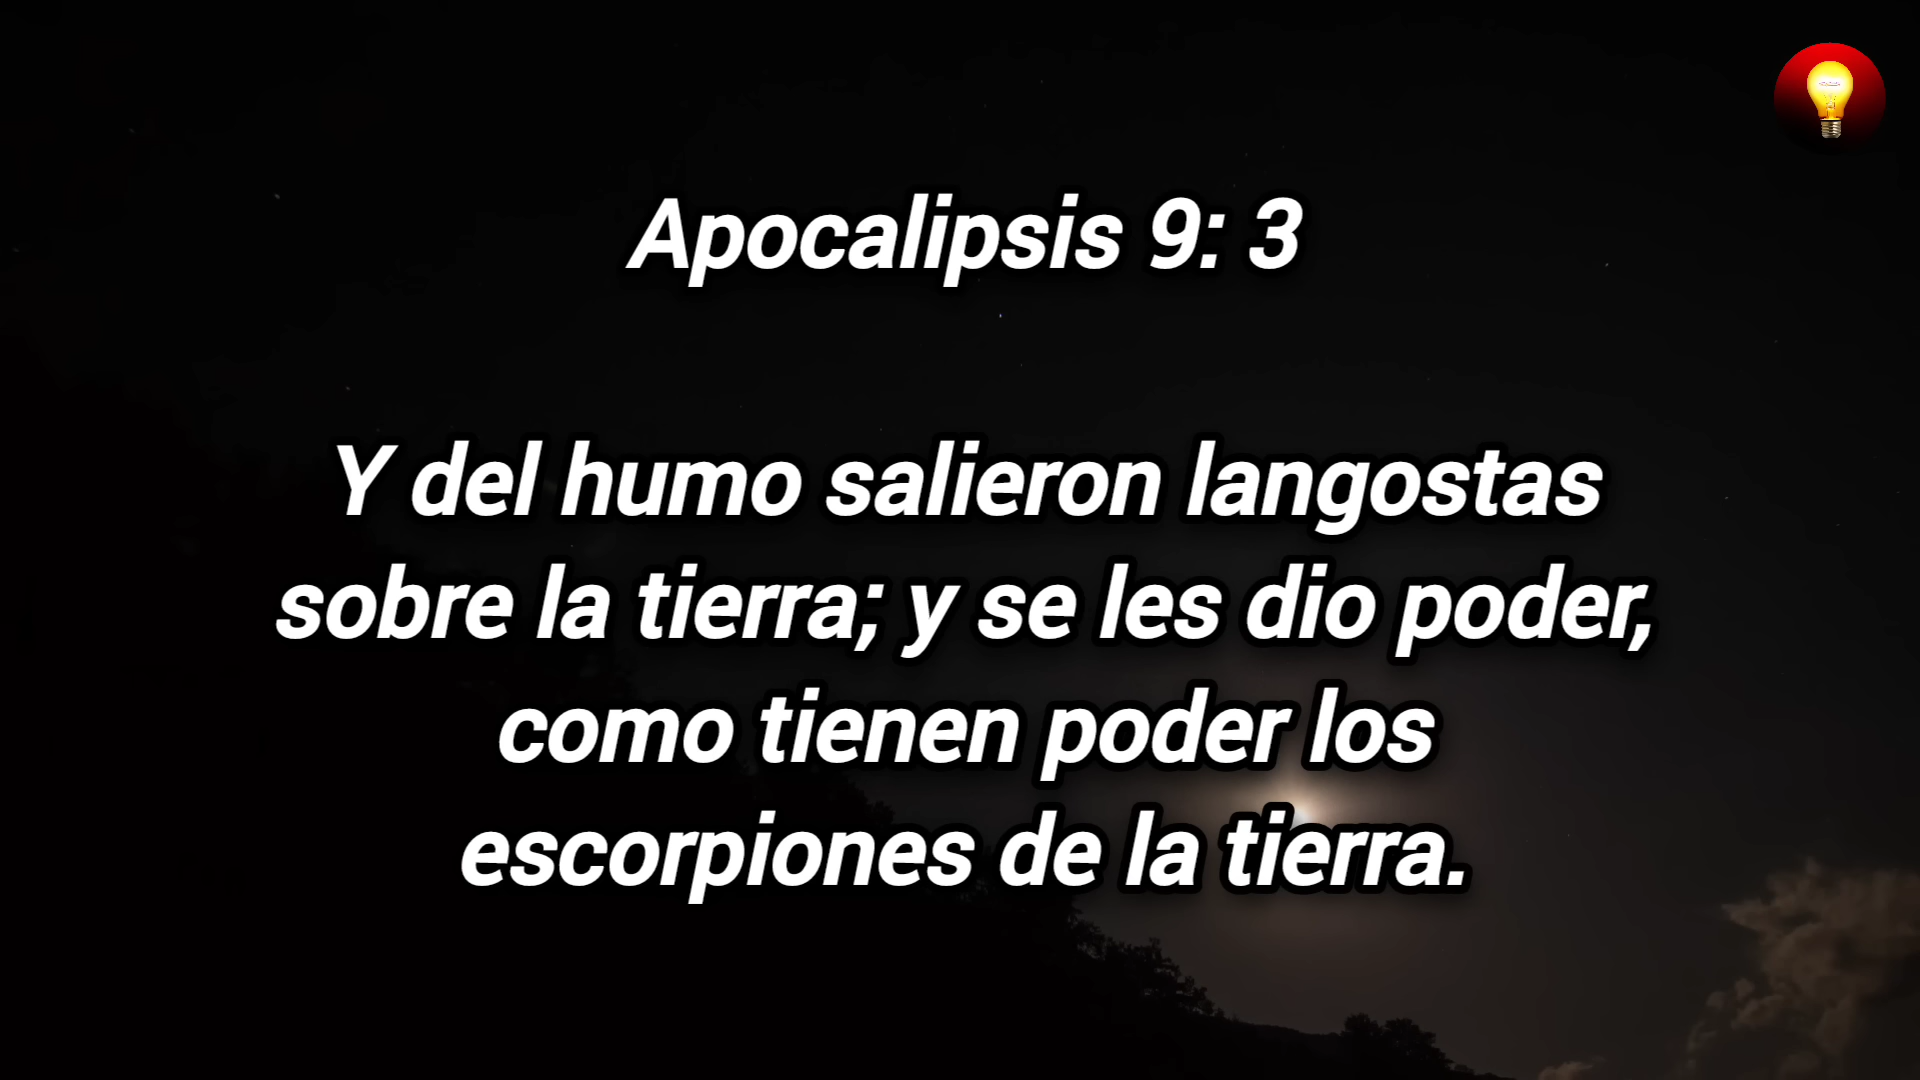 Apocalipsis 9: 3
Y del humo salieron langostas
sobre la tierra; y se les dio poder,
como tienen poder los
escorpiones de la tierra.